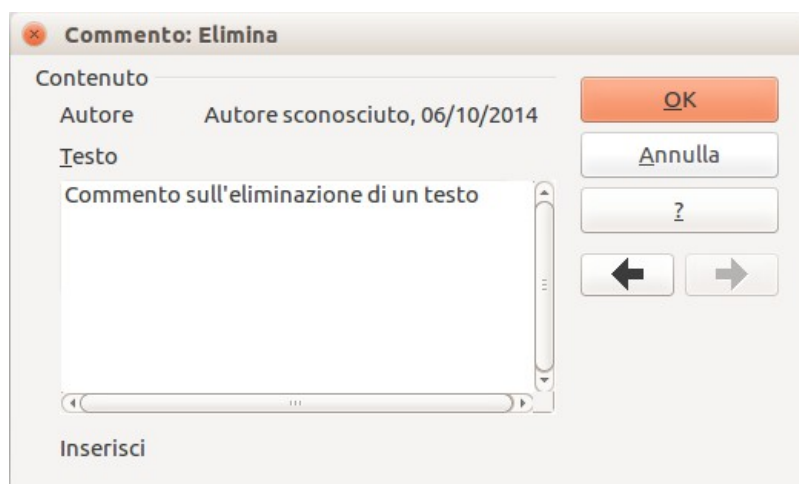 Commento: Elimina
Contenuto
Autore Autore sconosciuto, 06/10/2014
Testo
Commento sull'eliminazione di un testo
Inserisci
OK
Annulla
?